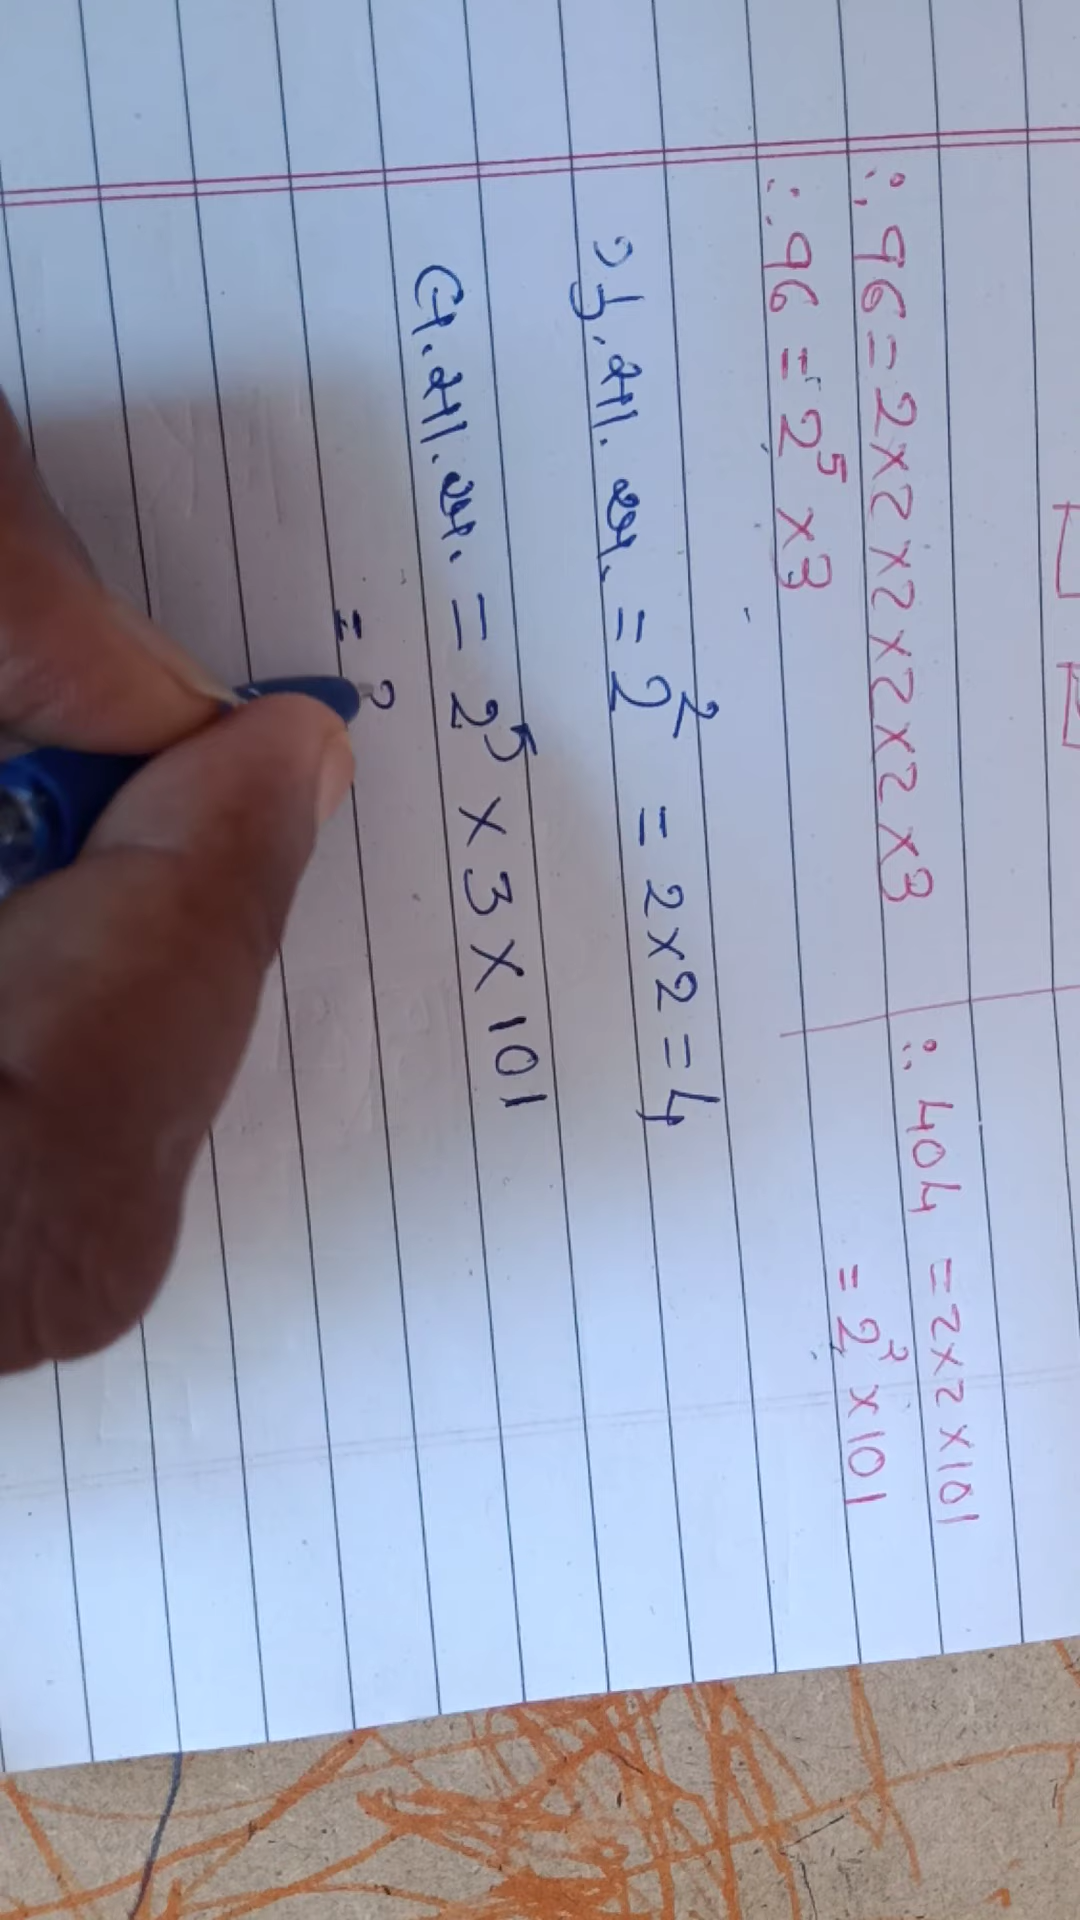 ∴ 96 = 2×2×2×2×2×3
∴ 404 = 2×2×101
∴ 96 = 2⁵ × 3
= 2² × 101
ગુ.સા.અ. = 2² = 2×2 = 4
લ.સા.અ. = 2⁵ × 3 × 101
= 2